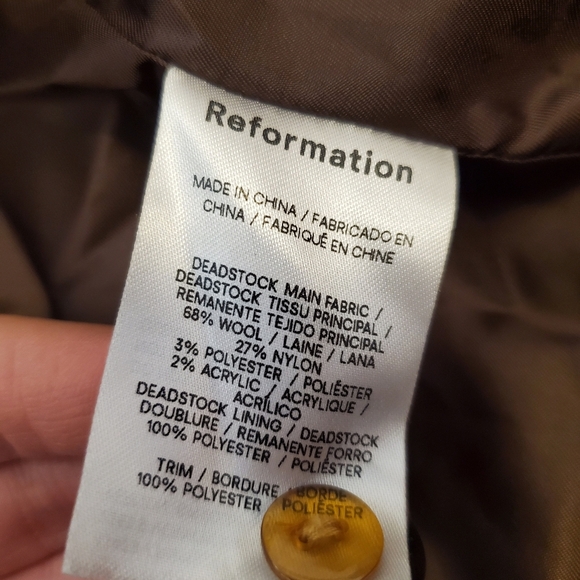 Reformation
MADE IN CHINA / FABRICADO EN
CHINA / FABRIQUÉ EN CHINE
DEADSTOCK MAIN FABRIC /
DEADSTOCK TISSU PRINCIPAL /
REMANENTE TEJIDO PRINCIPAL
68% WOOL / LAINE / LANA
27% NYLON
3% POLYESTER / POLIÉSTER
2% ACRYLIC / ACRYLIQUE /
ACRÍLICO
DEADSTOCK LINING / DEADSTOCK
DOUBLURE / REMANENTE FORRO
100% POLYESTER / POLIÉSTER
TRIM / BORDURE / BORDE
100% POLYESTER / POLIÉSTER